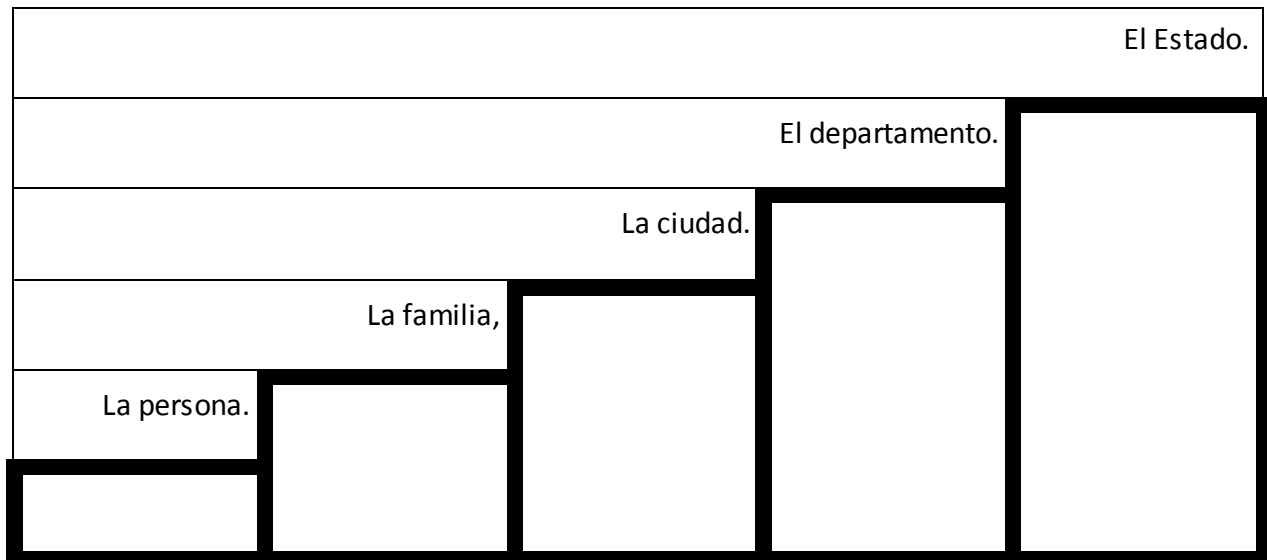 El Estado.
El departamento.
La ciudad.
La familia,
La persona.